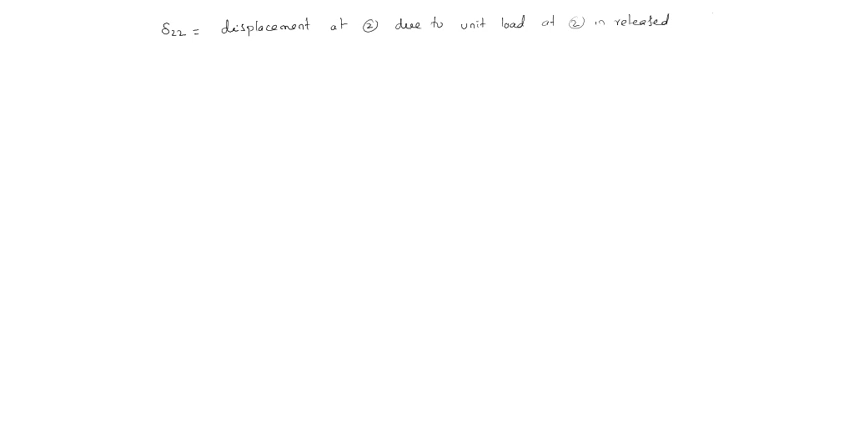 δ22 = displacement at ② due to unit load at ② in released